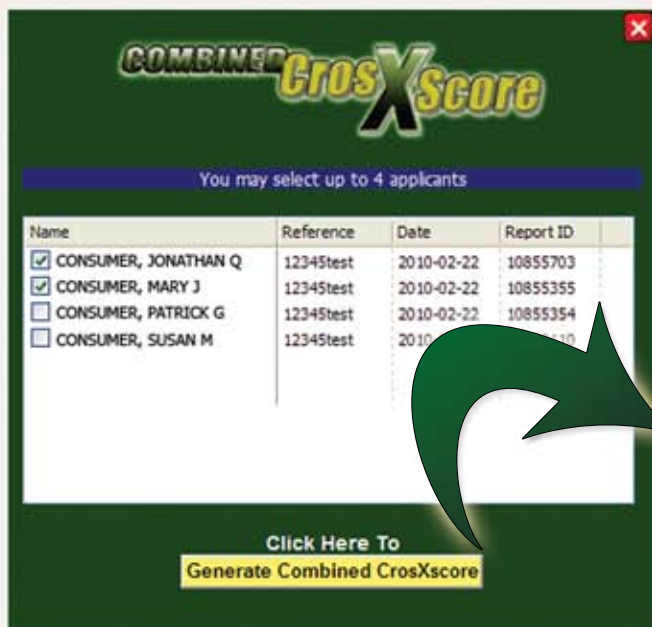 COMBINED CrosXscore
You may select up to 4 applicants
Name Reference Date Report ID
CONSUMER, JONATHAN Q 12345test 2010-02-22 10855703
CONSUMER, MARY J 12345test 2010-02-22 10855355
CONSUMER, PATRICK G 12345test 2010-02-22 10855354
CONSUMER, SUSAN M 12345test
Click Here To
Generate Combined CrosXscore